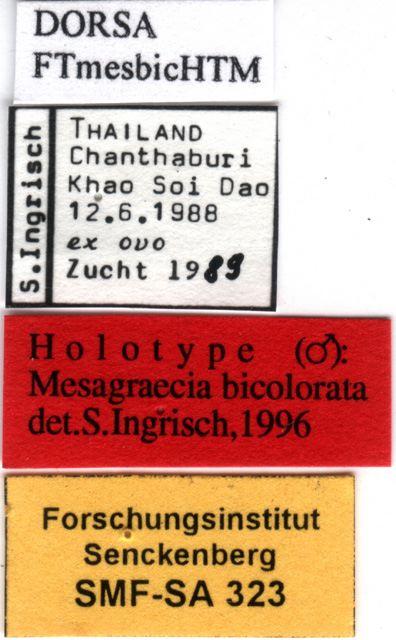 DORSA
FTmesbicHTM
S.Ingrisch
THAILAND
Chanthaburi
Khao Soi Dao
12.6.1988
ex ovo
Zucht 1989
Holotype (♂):
Mesagraecia bicolorata
det.S.Ingrisch,1996
Forschungsinstitut
Senckenberg
SMF-SA 323